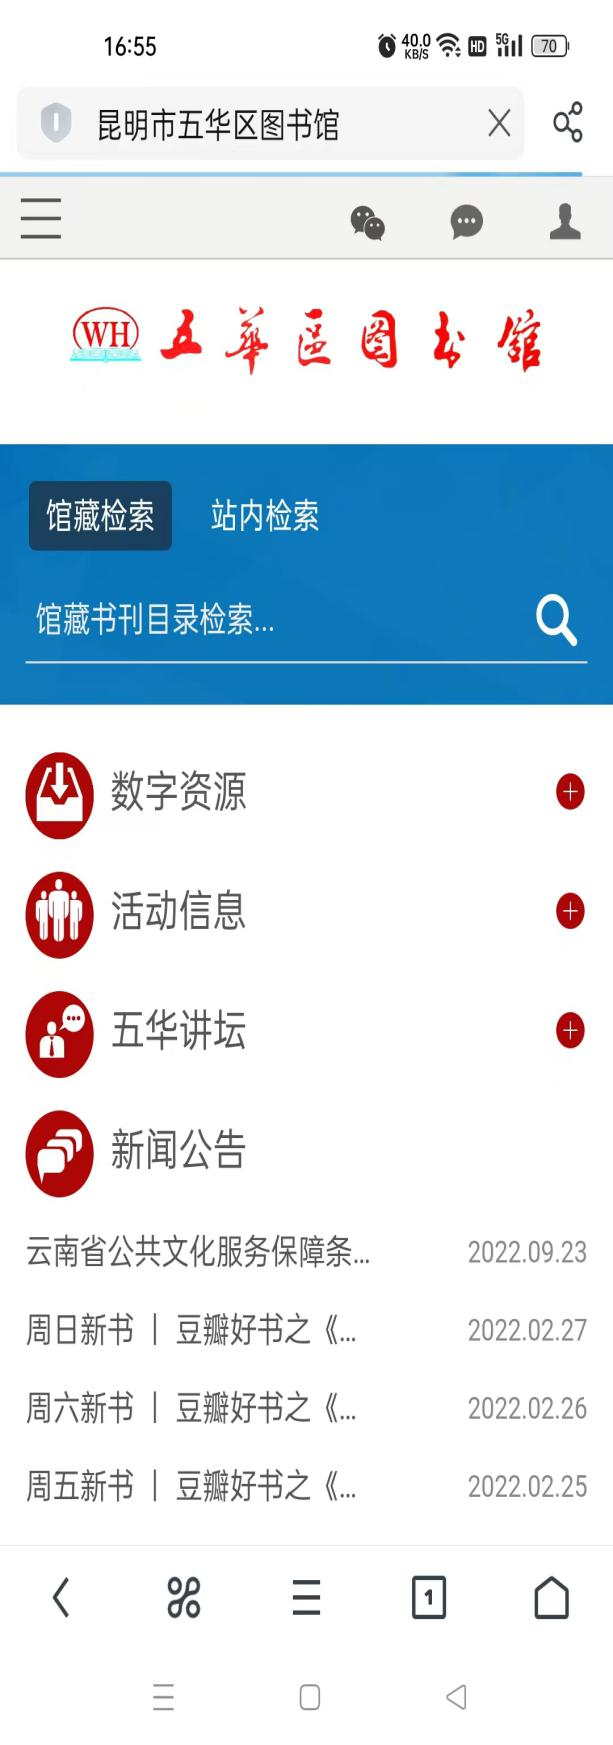 16:55
40.0 KB/S HD 5G 70
昆明市五华区图书馆
WH 五華区图书馆
馆藏检索 站内检索
馆藏书刊目录检索...
数字资源
活动信息
五华讲坛
新闻公告
云南省公共文化服务保障条... 2022.09.23
周日新书 | 豆瓣好书之《... 2022.02.27
周六新书 | 豆瓣好书之《... 2022.02.26
周五新书 | 豆瓣好书之《... 2022.02.25
1